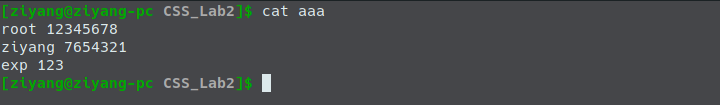 [ziyang@ziyang-pc CSS_Lab2]$ cat aaa
root 12345678
ziyang 7654321
exp 123
[ziyang@ziyang-pc CSS_Lab2]$